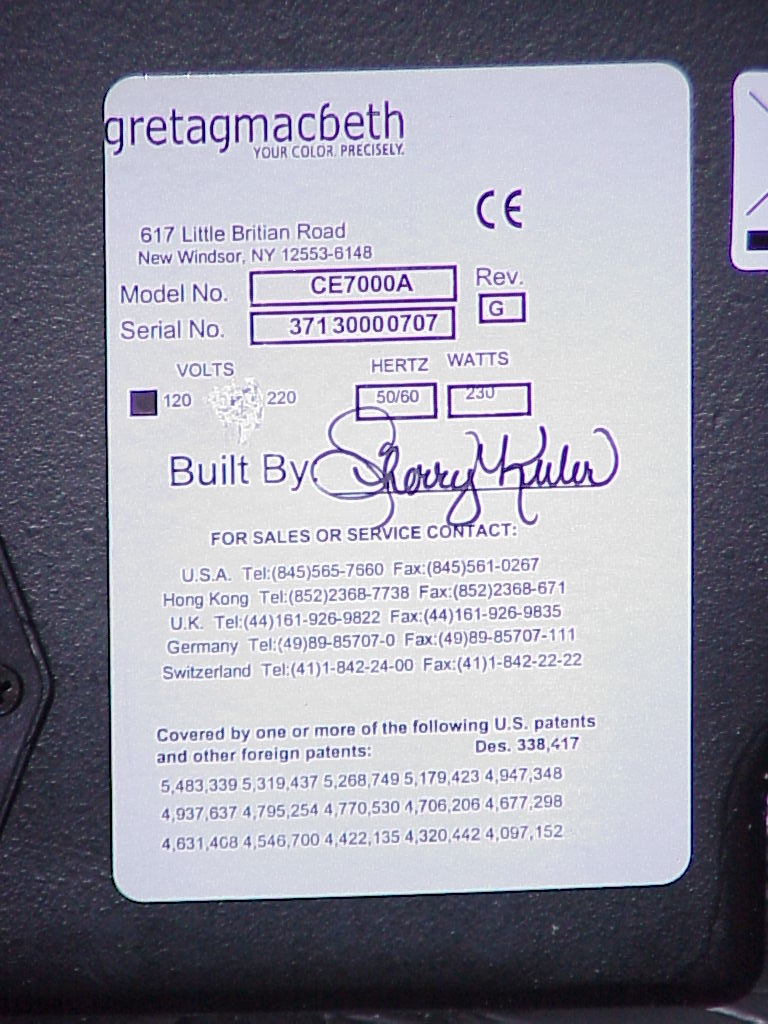 gretagmacbeth
YOUR COLOR, PRECISELY.
CE
617 Little Britian Road
New Windsor, NY 12553-6148
Model No. CE7000A Rev.
Serial No. 37130000707 G
VOLTS HERTZ WATTS
120 220 50/60 230
Built By Sherry
FOR SALES OR SERVICE CONTACT:
U.S.A. Tel:(845)565-7660 Fax:(845)561-0267
Hong Kong Tel:(852)2368-7738 Fax:(852)2368-671
U.K. Tel:(44)161-926-9822 Fax:(44)161-926-9835
Germany Tel:(49)89-85707-0 Fax:(49)89-85707-111
Switzerland Tel:(41)1-842-24-00 Fax:(41)1-842-22-22
Covered by one or more of the following U.S. patents
and other foreign patents: Des. 338,417
5,483,339 5,319,437 5,268,749 5,179,423 4,947,348
4,937,637 4,795,254 4,770,530 4,706,206 4,677,298
4,631,408 4,546,700 4,422,135 4,320,442 4,097,152